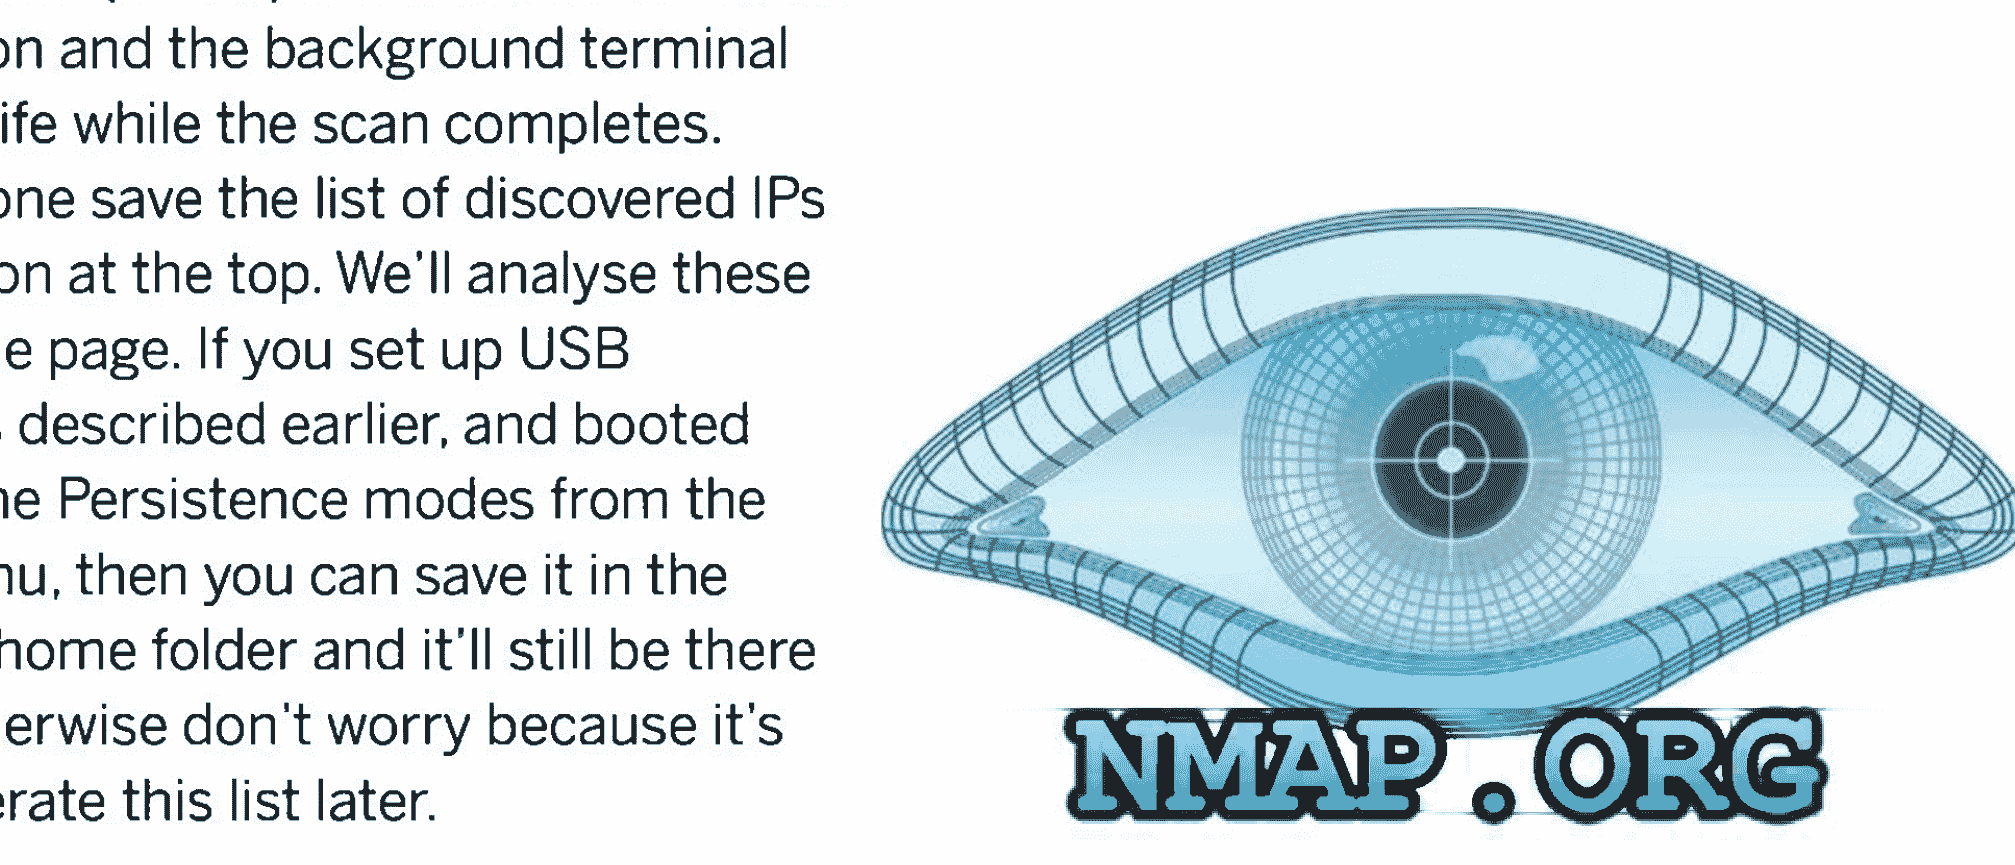 on and the background terminal
ife while the scan completes.
one save the list of discovered IPs
on at the top. We'll analyse these
e page. If you set up USB
s described earlier, and booted
ne Persistence modes from the
nu, then you can save it in the
home folder and it'll still be there
erwise don't worry because it's
erate this list later.
NMAP.ORG